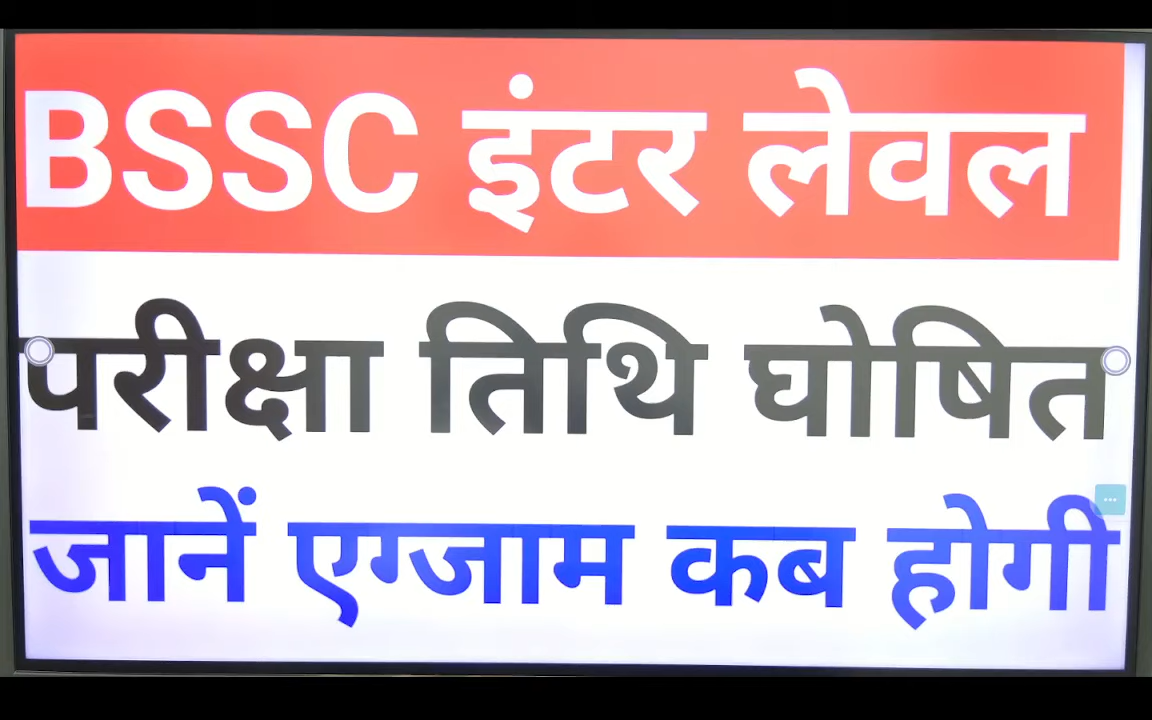 BSSC इंटर लेवल
परीक्षा तिथि घोषित
जानें एग्जाम कब होगी